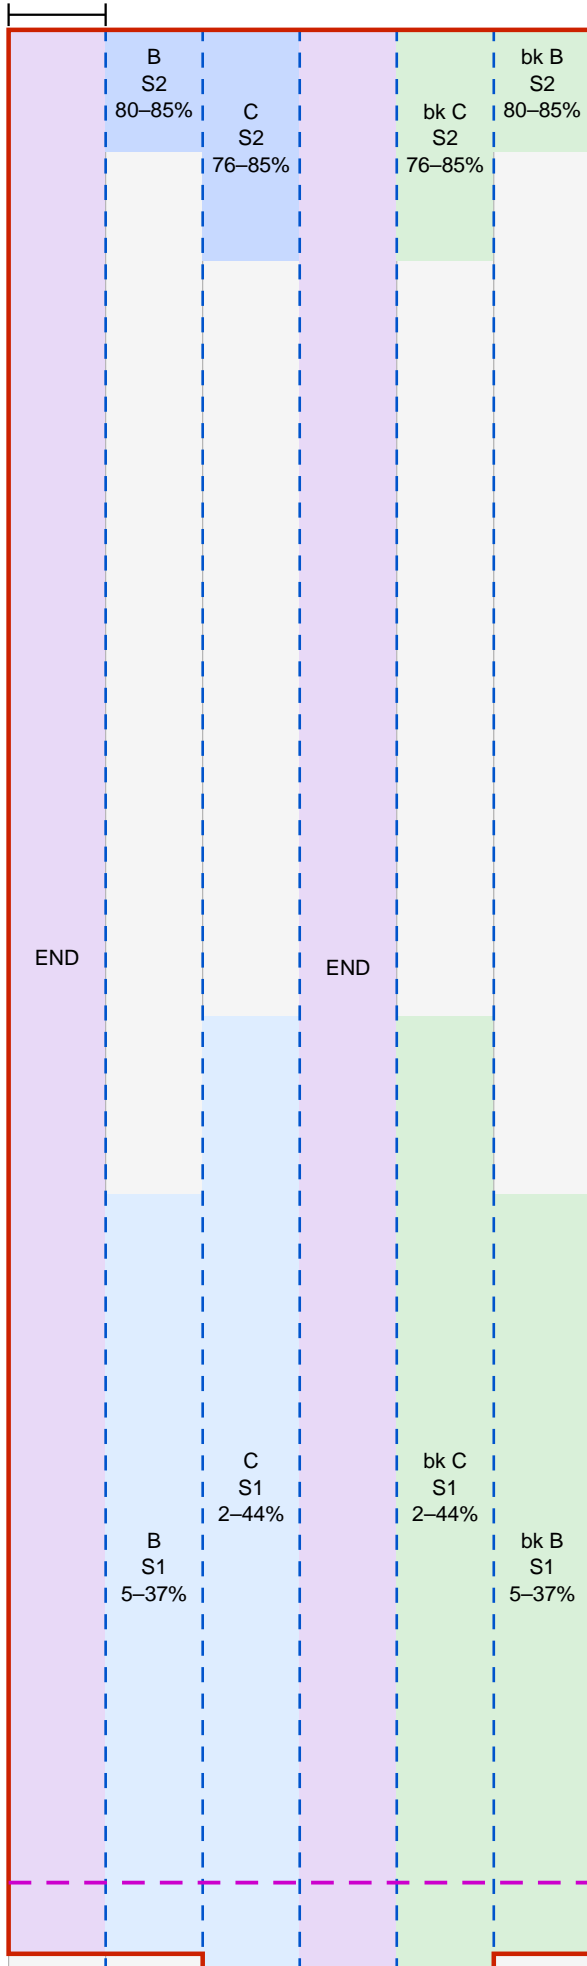 B
S2
80–85%
C
S2
76–85%
bk C
S2
76–85%
bk B
S2
80–85%
END
END
B
S1
5–37%
C
S1
2–44%
bk C
S1
2–44%
bk B
S1
5–37%